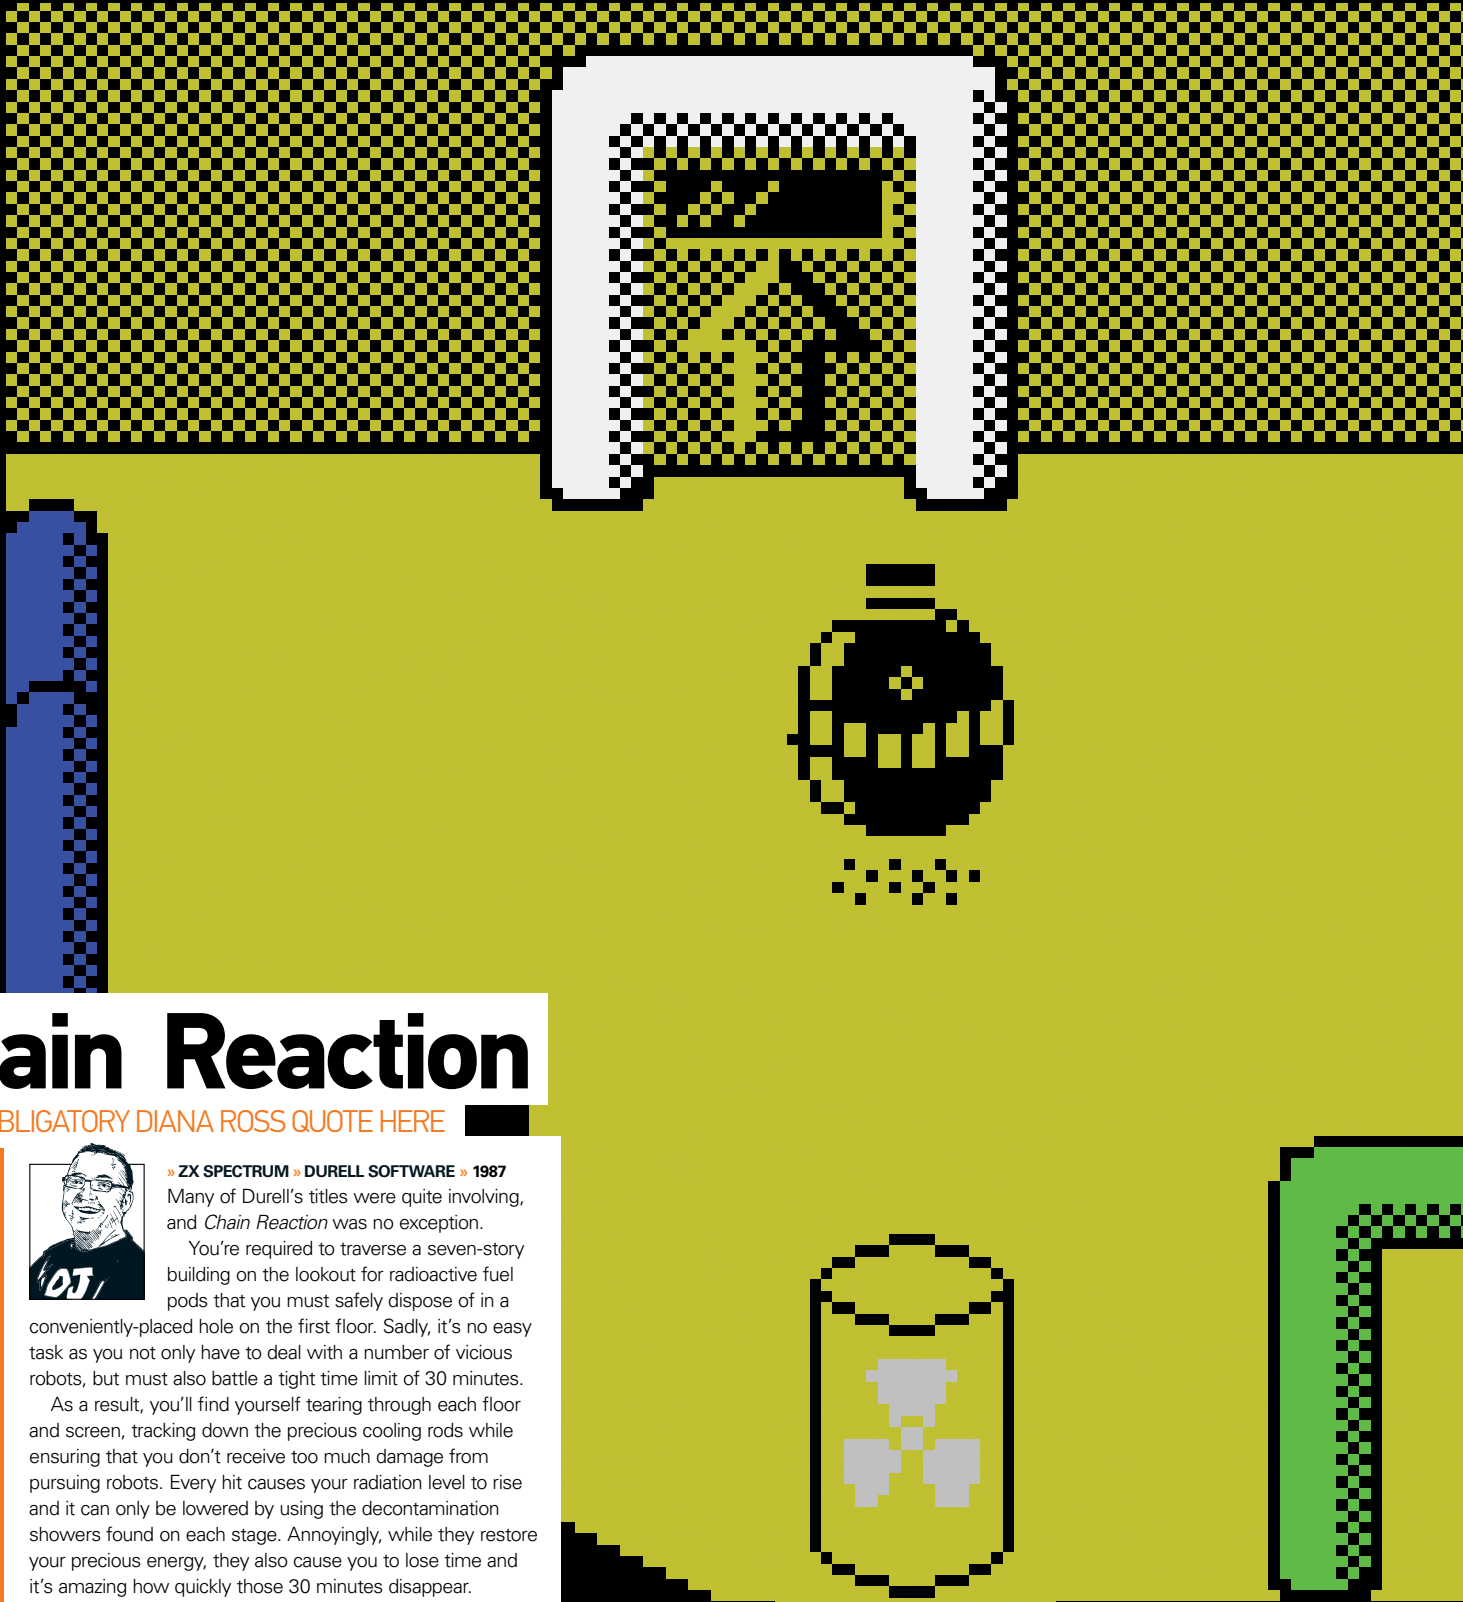 ain Reaction
BLIGATORY DIANA ROSS QUOTE HERE
» ZX SPECTRUM » DURELL SOFTWARE » 1987
Many of Durell's titles were quite involving,
and Chain Reaction was no exception.
You're required to traverse a seven-story
building on the lookout for radioactive fuel
pods that you must safely dispose of in a
conveniently-placed hole on the first floor. Sadly, it's no easy
task as you not only have to deal with a number of vicious
robots, but must also battle a tight time limit of 30 minutes.
As a result, you'll find yourself tearing through each floor
and screen, tracking down the precious cooling rods while
ensuring that you don't receive too much damage from
pursuing robots. Every hit causes your radiation level to rise
and it can only be lowered by using the decontamination
showers found on each stage. Annoyingly, while they restore
your precious energy, they also cause you to lose time and
it's amazing how quickly those 30 minutes disappear.